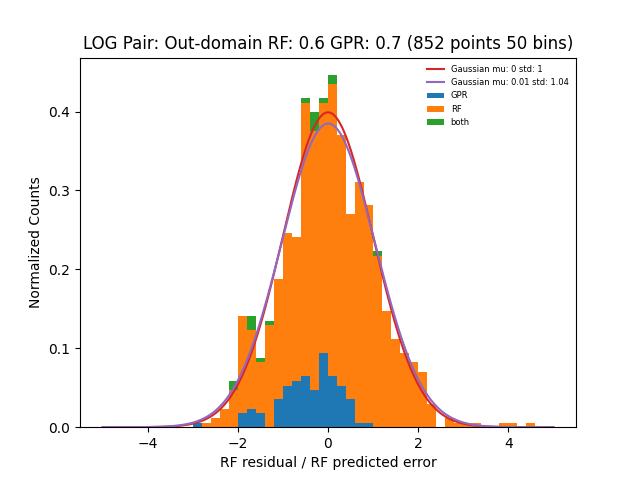 LOG Pair: Out-domain RF: 0.6 GPR: 0.7 (852 points 50 bins)
Gaussian mu: 0 std: 1
Gaussian mu: 0.01 std: 1.04
GPR
RF
both
Normalized Counts
0.4
0.3
0.2
0.1
0.0
−4
−2
0
2
4
RF residual / RF predicted error